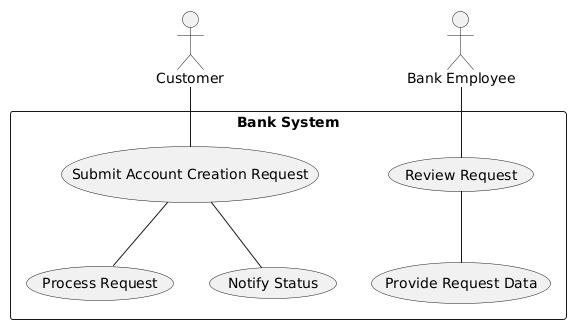 Customer
Bank Employee
Bank System
Submit Account Creation Request
Review Request
Process Request
Notify Status
Provide Request Data